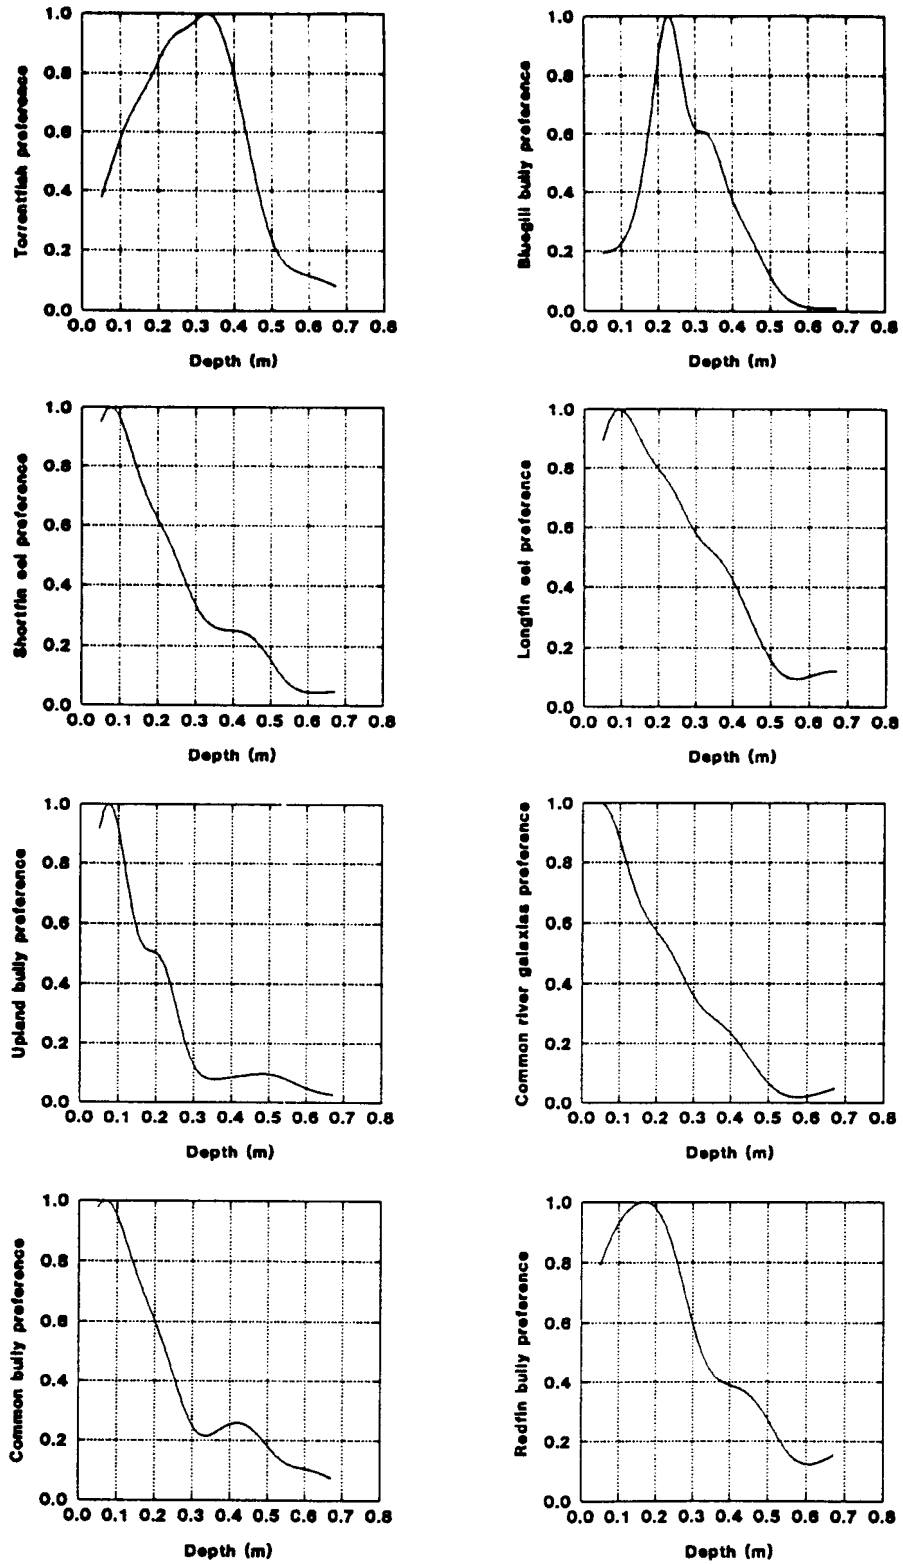 Torrentfish preference
1.0
0.8
0.6
0.4
0.2
0.0
0.0 0.1 0.2 0.3 0.4 0.5 0.6 0.7 0.8
Depth (m)
Bluegill bully preference
1.0
0.8
0.6
0.4
0.2
0.0
0.0 0.1 0.2 0.3 0.4 0.5 0.6 0.7 0.8
Depth (m)
Shortfin eel preference
1.0
0.8
0.6
0.4
0.2
0.0
0.0 0.1 0.2 0.3 0.4 0.5 0.6 0.7 0.8
Depth (m)
Longfin eel preference
1.0
0.8
0.6
0.4
0.2
0.0
0.0 0.1 0.2 0.3 0.4 0.5 0.6 0.7 0.8
Depth (m)
Upland bully preference
1.0
0.8
0.6
0.4
0.2
0.0
0.0 0.1 0.2 0.3 0.4 0.5 0.6 0.7 0.8
Depth (m)
Common river galaxias preference
1.0
0.8
0.6
0.4
0.2
0.0
0.0 0.1 0.2 0.3 0.4 0.5 0.6 0.7 0.8
Depth (m)
Common bully preference
1.0
0.8
0.6
0.4
0.2
0.0
0.0 0.1 0.2 0.3 0.4 0.5 0.6 0.7 0.8
Depth (m)
Redfin bully preference
1.0
0.8
0.6
0.4
0.2
0.0
0.0 0.1 0.2 0.3 0.4 0.5 0.6 0.7 0.8
Depth (m)